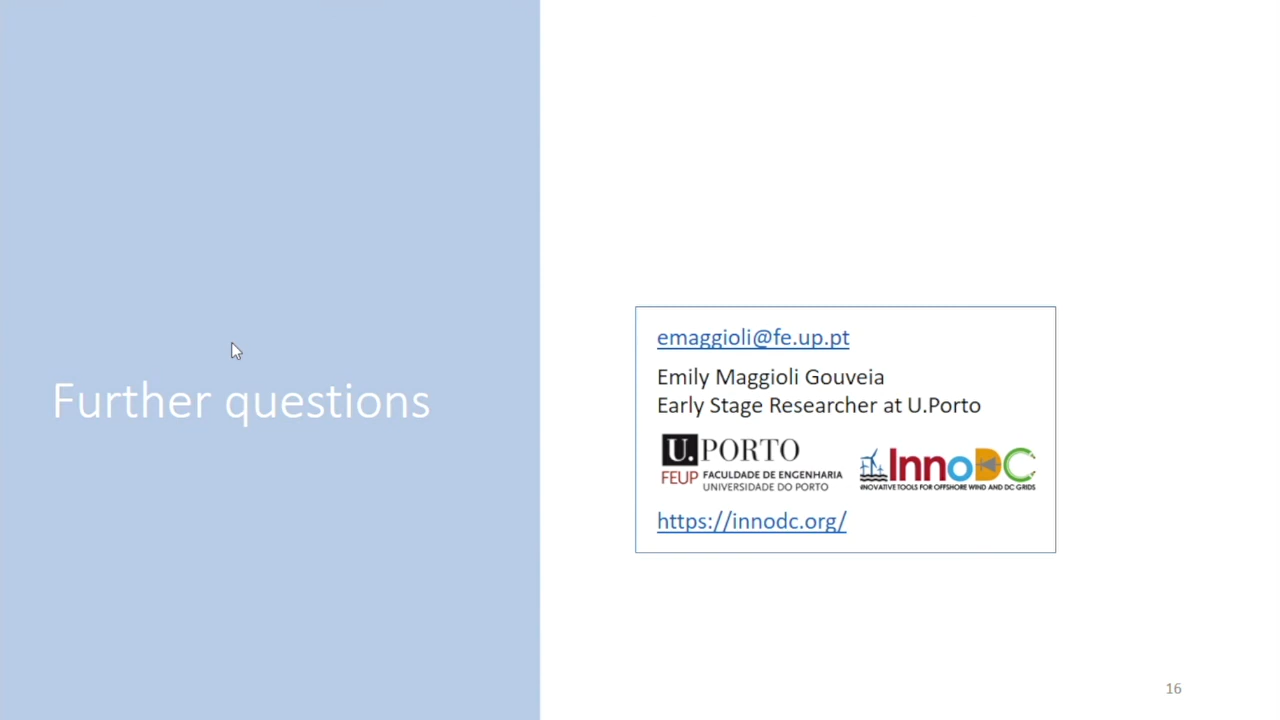 Further questions
emaggioli@fe.up.pt
Emily Maggioli Gouveia
Early Stage Researcher at U.Porto
U.PORTO
FEUP FACULDADE DE ENGENHARIA
UNIVERSIDADE DO PORTO
InnoDC
INOVATIVE TOOLS FOR OFFSHORE WIND AND DC GRIDS
https://innodc.org/
16